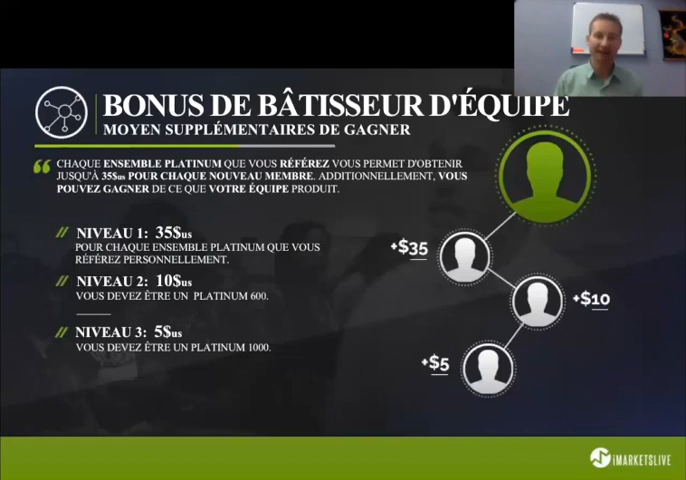 BONUS DE BÂTISSEUR D'ÉQUIPE
MOYEN SUPPLÉMENTAIRES DE GAGNER
“ CHAQUE ENSEMBLE PLATINUM QUE VOUS RÉFÉREZ VOUS PERMET D'OBTENIR
JUSQU'À 35$us POUR CHAQUE NOUVEAU MEMBRE. ADDITIONNELLEMENT, VOUS
POUVEZ GAGNER DE CE QUE VOTRE ÉQUIPE PRODUIT.
// NIVEAU 1: 35$us
POUR CHAQUE ENSEMBLE PLATINUM QUE VOUS
RÉFÉREZ PERSONNELLEMENT.
// NIVEAU 2: 10$us
VOUS DEVEZ ÊTRE UN PLATINUM 600.
// NIVEAU 3: 5$us
VOUS DEVEZ ÊTRE UN PLATINUM 1000.
+$35
+$10
+$5
iMARKETSLIVE